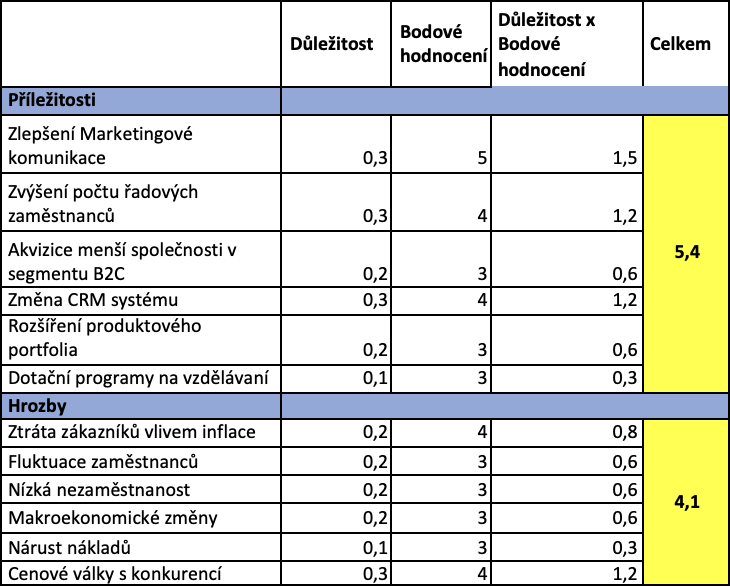 Důležitost
Bodové
hodnocení
Důležitost x
Bodové
hodnocení
Celkem
Příležitosti
Zlepšení Marketingové
komunikace
0,3
5
1,5
Zvýšení počtu řadových
zaměstnanců
0,3
4
1,2
Akvizice menší společnosti v
segmentu B2C
0,2
3
0,6
Změna CRM systému
0,3
4
1,2
Rozšíření produktového
portfolia
0,2
3
0,6
Dotační programy na vzdělávaní
0,1
3
0,3
5,4
Hrozby
Ztráta zákazníků vlivem inflace
0,2
4
0,8
Fluktuace zaměstnanců
0,2
3
0,6
Nízká nezaměstnanost
0,2
3
0,6
Makroekonomické změny
0,2
3
0,6
Nárust nákladů
0,1
3
0,3
Cenové války s konkurencí
0,3
4
1,2
4,1